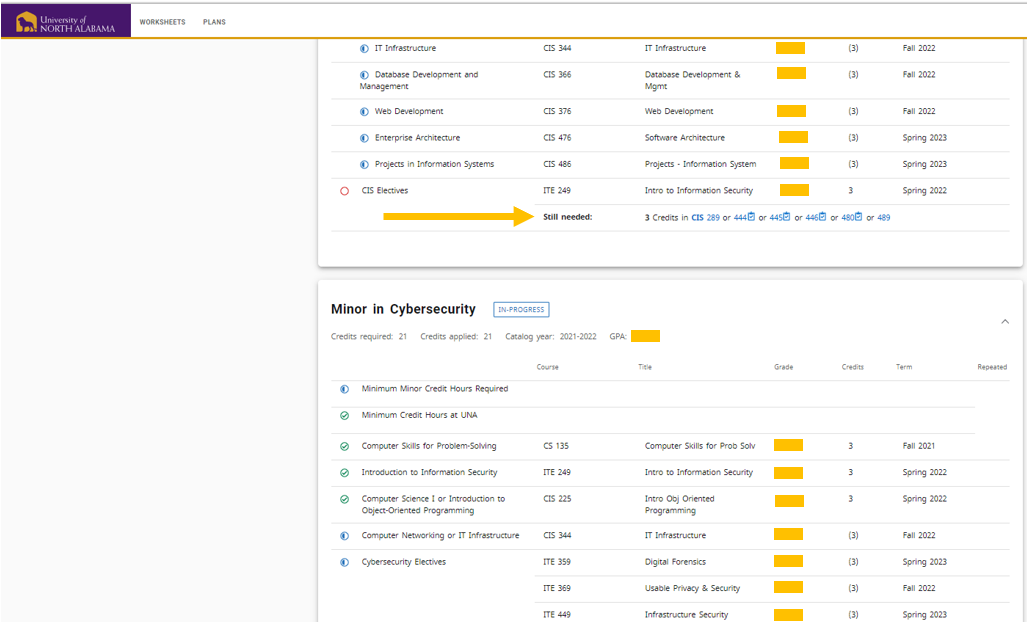 University of
NORTH ALABAMA
WORKSHEETS PLANS
IT Infrastructure CIS 344 IT Infrastructure (3) Fall 2022
Database Development and
Management CIS 366 Database Development &
Mgmt (3) Fall 2022
Web Development CIS 376 Web Development (3) Fall 2022
Enterprise Architecture CIS 476 Software Architecture (3) Spring 2023
Projects in Information Systems CIS 486 Projects - Information System (3) Spring 2023
CIS Electives ITE 249 Intro to Information Security 3 Spring 2022
Still needed: 3 Credits in CIS 289 or 444 or 445 or 446 or 480 or 489
Minor in Cybersecurity IN-PROGRESS
Credits required: 21 Credits applied: 21 Catalog year: 2021-2022 GPA:
Course Title Grade Credits Term Repeated
Minimum Minor Credit Hours Required
Minimum Credit Hours at UNA
Computer Skills for Problem-Solving CS 135 Computer Skills for Prob Solv 3 Fall 2021
Introduction to Information Security ITE 249 Intro to Information Security 3 Spring 2022
Computer Science I or Introduction to
Object-Oriented Programming CIS 225 Intro Obj Oriented
Programming 3 Spring 2022
Computer Networking or IT Infrastructure CIS 344 IT Infrastructure (3) Fall 2022
Cybersecurity Electives ITE 359 Digital Forensics (3) Spring 2023
ITE 369 Usable Privacy & Security (3) Fall 2022
ITE 449 Infrastructure Security (3) Spring 2023